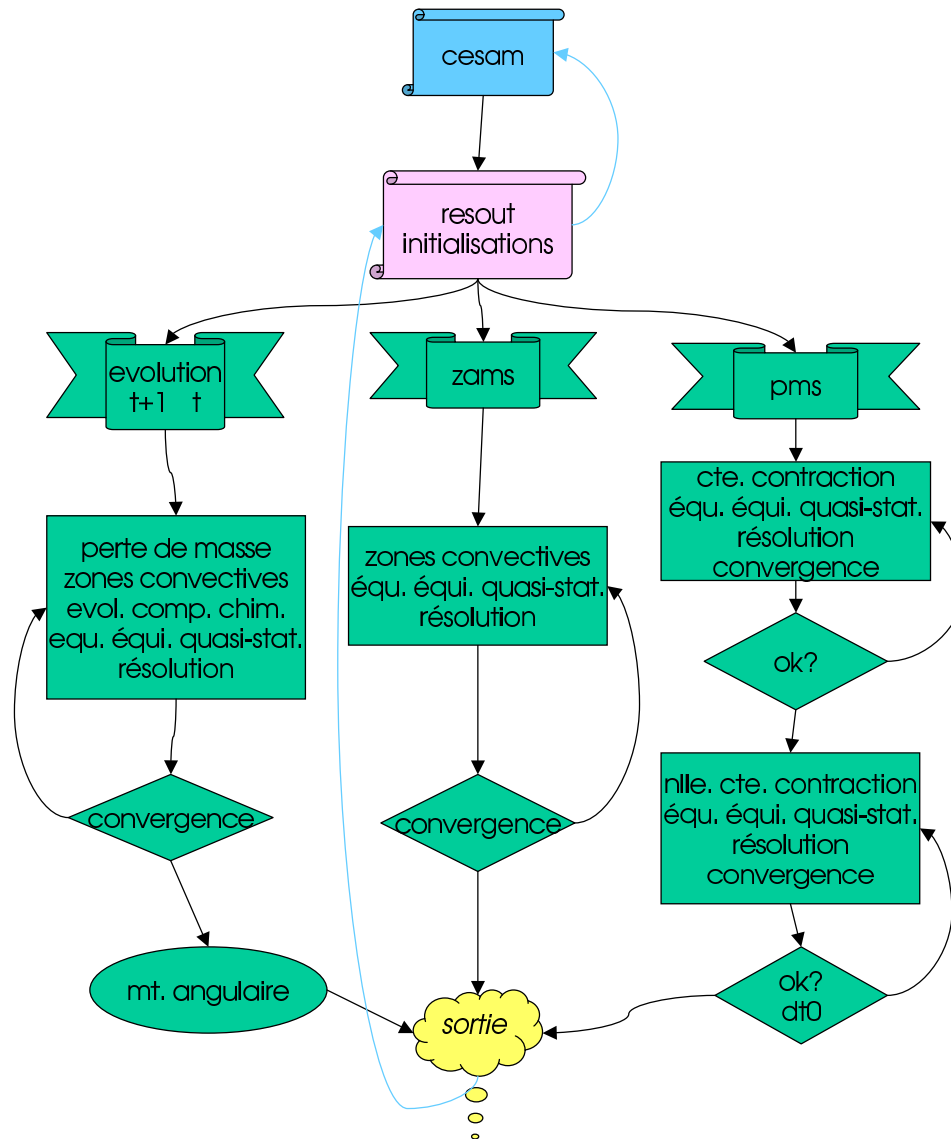 cesam
resout
initialisations
evolution
t+1 t
zams
pms
perte de masse
zones convectives
evol. comp. chim.
equ. équi. quasi-stat.
résolution
convergence
mt. angulaire
zones convectives
équ. équi. quasi-stat.
résolution
convergence
cte. contraction
équ. équi. quasi-stat.
résolution
convergence
ok?
nlle. cte. contraction
équ. équi. quasi-stat.
résolution
convergence
ok?
dt0
sortie